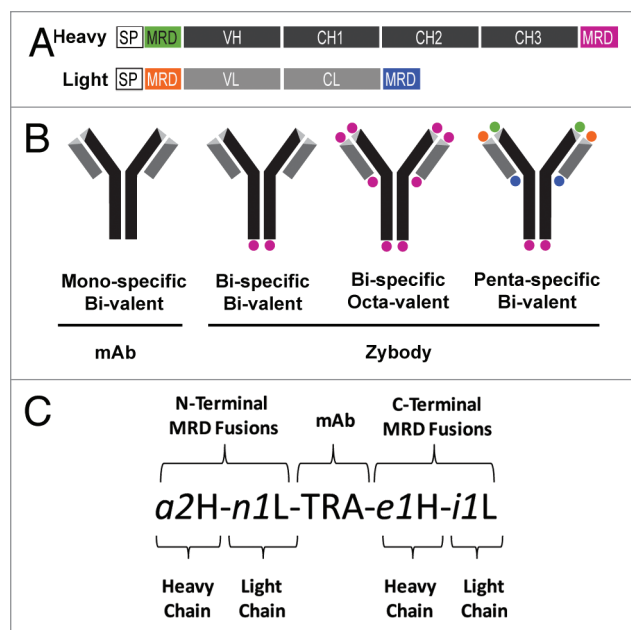 A
Heavy SP MRD VH CH1 CH2 CH3 MRD
Light SP MRD VL CL MRD
B
Mono-specific
Bi-valent
Bi-specific
Bi-valent
Bi-specific
Octa-valent
Penta-specific
Bi-valent
mAb
Zybody
C
N-Terminal
MRD Fusions
mAb
C-Terminal
MRD Fusions
a2H-n1L-TRA-e1H-i1L
Heavy
Chain
Light
Chain
Heavy
Chain
Light
Chain